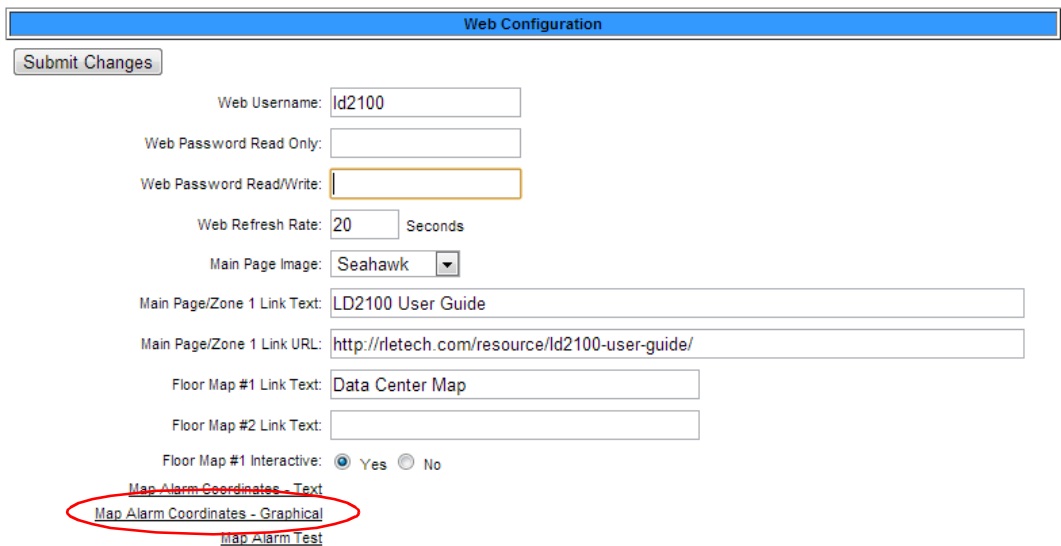 Web Configuration
Submit Changes
Web Username: ld2100
Web Password Read Only:
Web Password Read/Write:
Web Refresh Rate: 20 Seconds
Main Page Image: Seahawk
Main Page/Zone 1 Link Text: LD2100 User Guide
Main Page/Zone 1 Link URL: http://rletech.com/resource/ld2100-user-guide/
Floor Map #1 Link Text: Data Center Map
Floor Map #2 Link Text:
Floor Map #1 Interactive: Yes No
Map Alarm Coordinates - Text
Map Alarm Coordinates - Graphical
Map Alarm Test